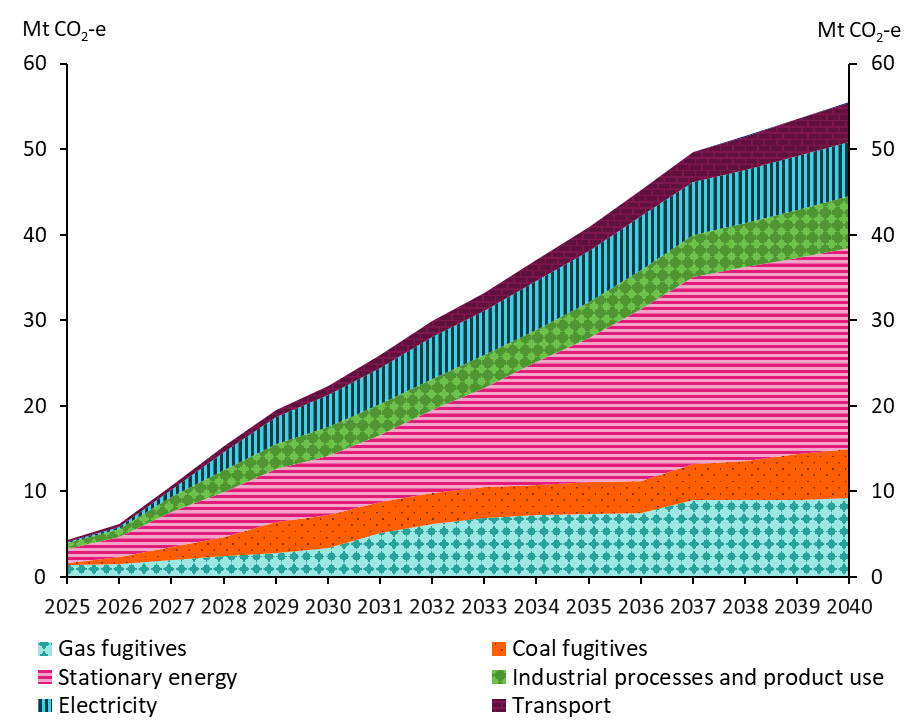 Mt CO₂-e Mt CO₂-e
60 60
50 50
40 40
30 30
20 20
10 10
0 0
2025 2026 2027 2028 2029 2030 2031 2032 2033 2034 2035 2036 2037 2038 2039 2040
Gas fugitives Coal fugitives
Stationary energy Industrial processes and product use
Electricity Transport